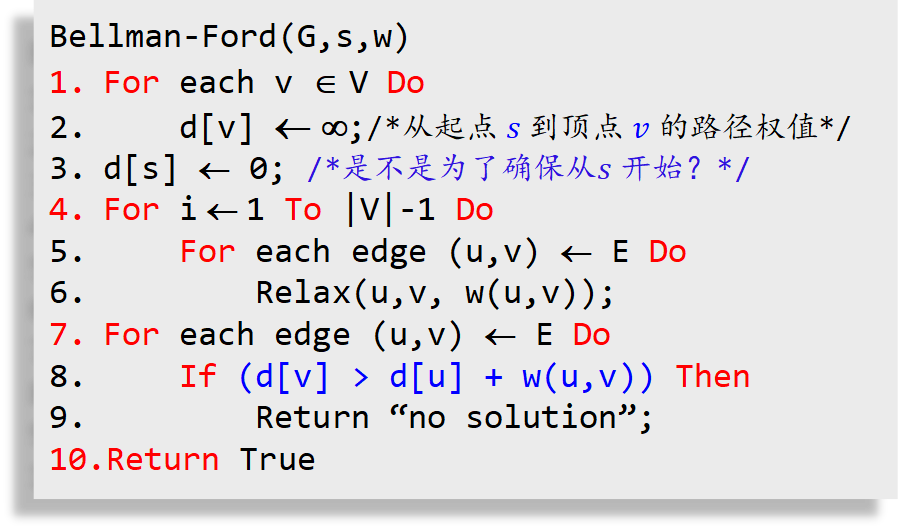 Bellman-Ford(G,s,w)
1. For each v ∈ V Do
2. d[v] ← ∞;/*从起点 s 到顶点 v 的路径权值*/
3. d[s] ← 0; /*是不是为了确保从s 开始？*/
4. For i ← 1 To |V|-1 Do
5. For each edge (u,v) ← E Do
6. Relax(u,v, w(u,v));
7. For each edge (u,v) ← E Do
8. If (d[v] > d[u] + w(u,v)) Then
9. Return “no solution”;
10.Return True